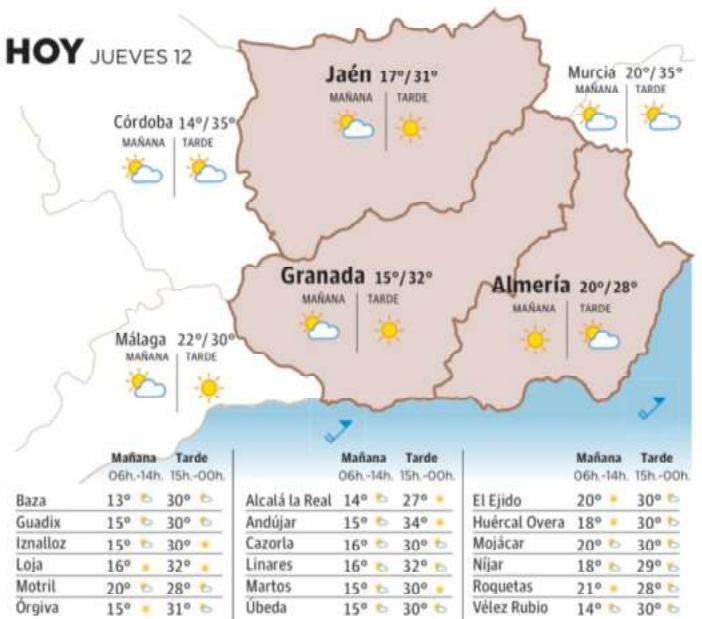 HOY JUEVES 12
Jaén 17°/31°
MAÑANA TARDE
Murcia 20°/35°
MAÑANA TARDE
Córdoba 14°/35°
MAÑANA TARDE
Granada 15°/32°
MAÑANA TARDE
Almería 20°/28°
MAÑANA TARDE
Málaga 22°/30°
MAÑANA TARDE
Mañana Tarde
06h.-14h. 15h.-00h.
Baza 13° 30°
Guadix 15° 30°
Iznalloz 15° 30°
Loja 16° 32°
Motril 20° 28°
Órgiva 15° 31°
Mañana Tarde
06h.-14h. 15h.-00h.
Alcalá la Real 14° 27°
Andújar 15° 34°
Cazorla 16° 30°
Linares 16° 32°
Martos 15° 30°
Úbeda 15° 30°
Mañana Tarde
06h.-14h. 15h.-00h.
El Ejido 20° 30°
Huércal Overa 18° 30°
Mojácar 20° 30°
Níjar 18° 29°
Roquetas 21° 28°
Vélez Rubio 14° 30°